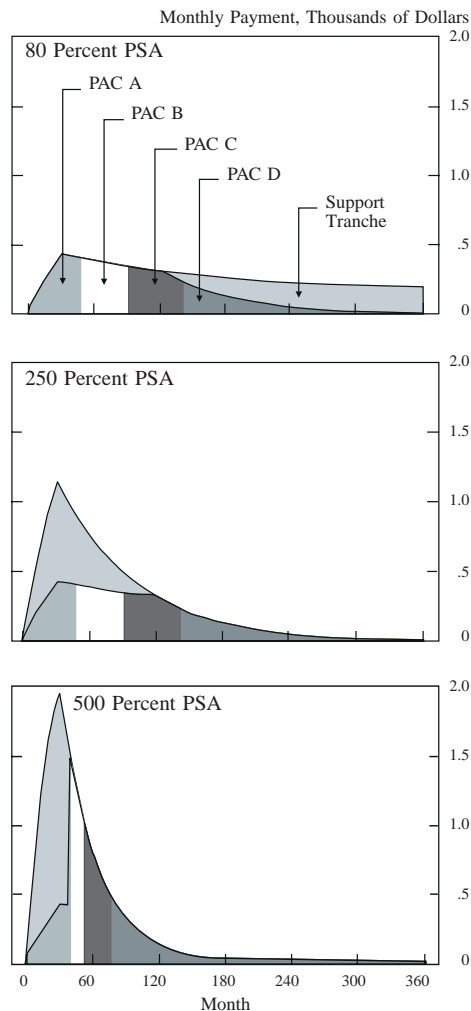 Monthly Payment, Thousands of Dollars
80 Percent PSA
2.0
PAC A
PAC B
1.5
PAC C
PAC D
1.0
Support
Tranche
.5
0
250 Percent PSA
2.0
1.5
1.0
.5
0
500 Percent PSA
2.0
1.5
1.0
.5
0
0 60 120 180 240 300 360
Month